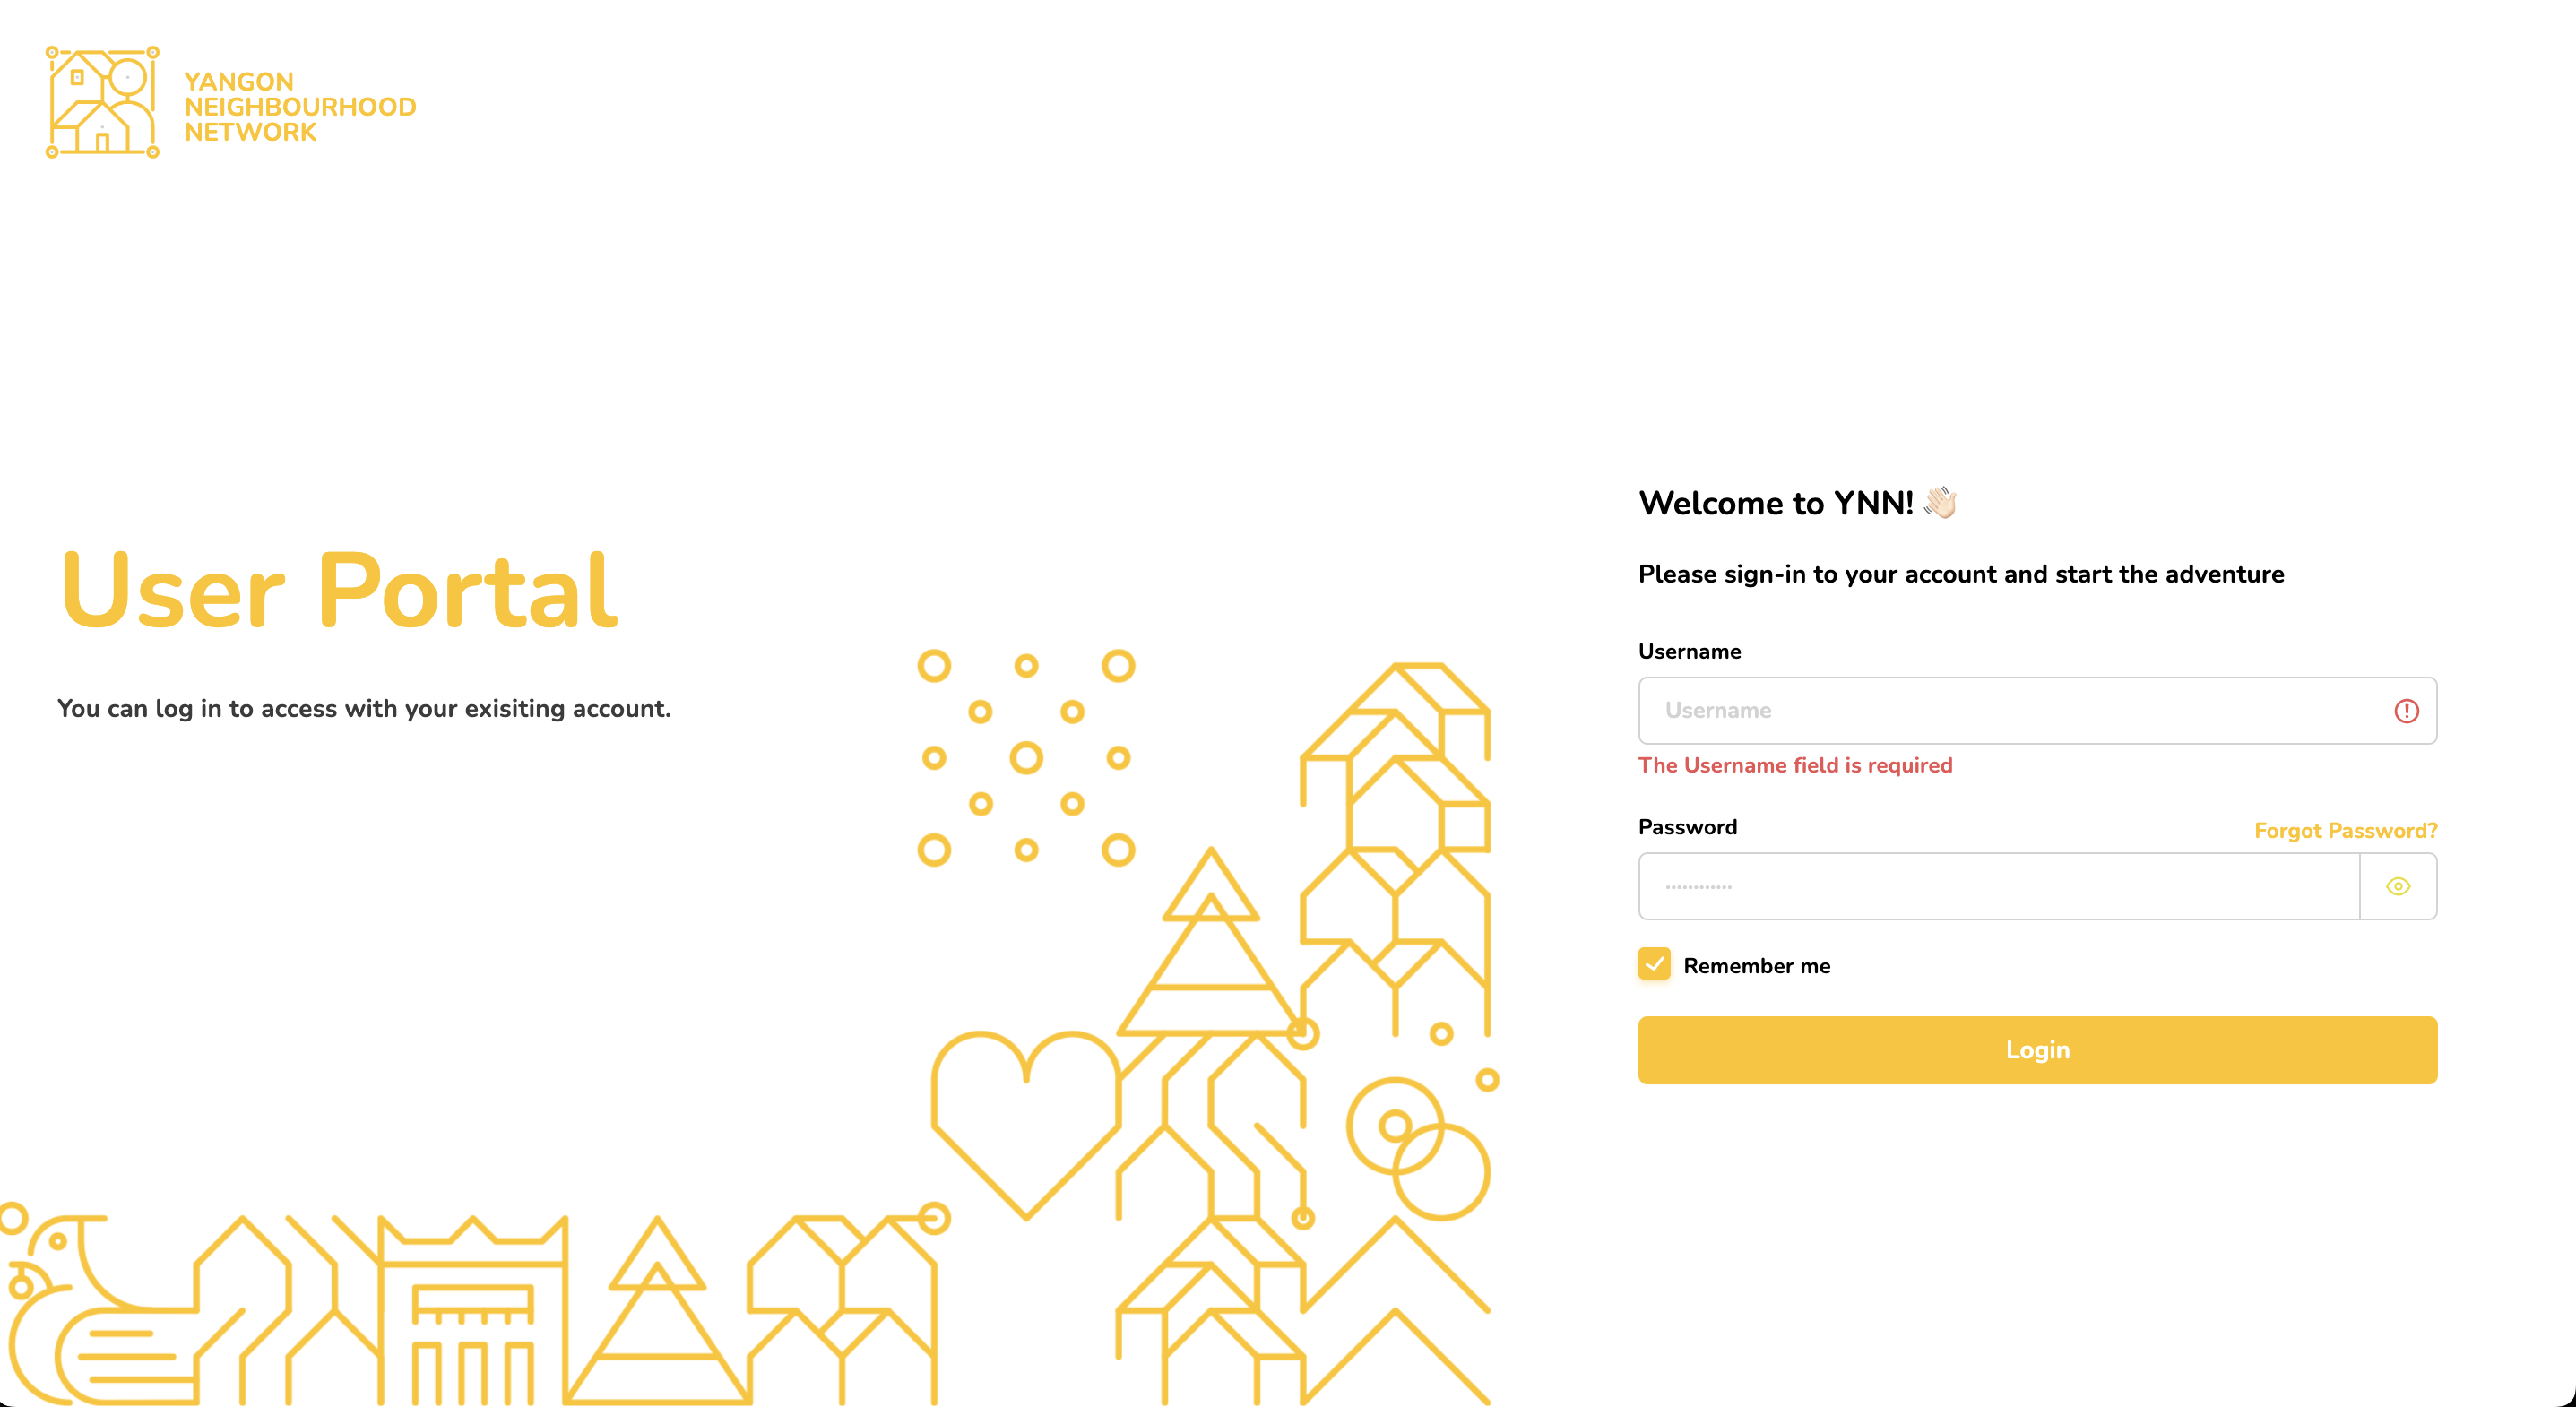 YANGON
NEIGHBOURHOOD
NETWORK
User Portal
You can log in to access with your exisiting account.
Welcome to YNN! 👋🏻
Please sign-in to your account and start the adventure
Username
Username
The Username field is required
Password
Forgot Password?
············
Remember me
Login